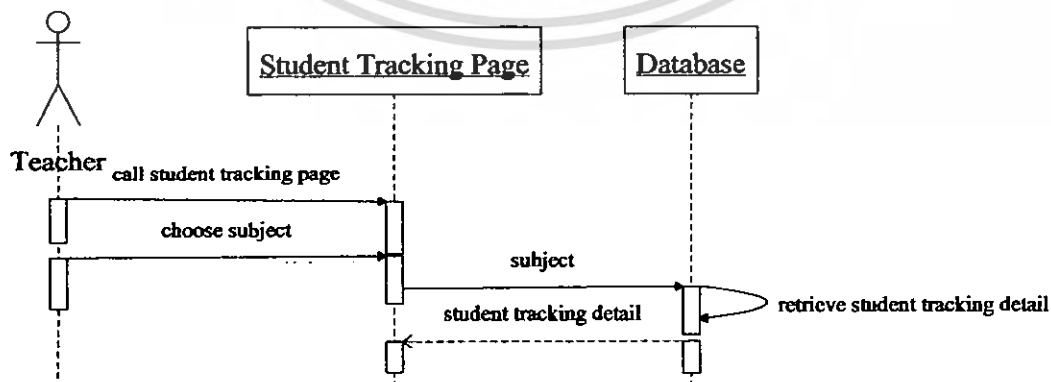 Student Tracking Page
Database
Teacher
call student tracking page
choose subject
subject
student tracking detail
retrieve student tracking detail